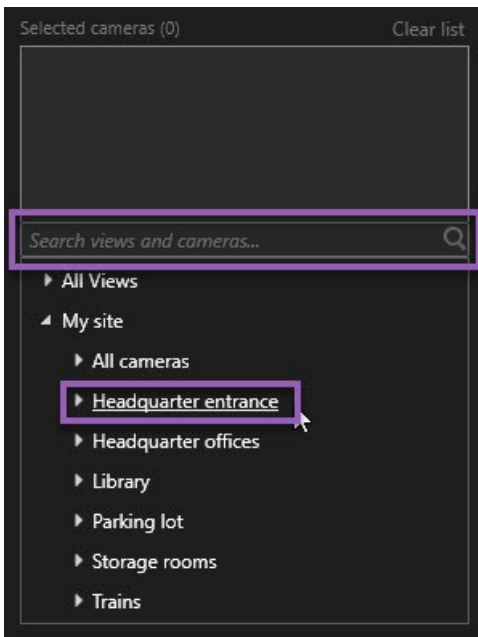 Selected cameras (0) Clear list
Search views and cameras...
All Views
My site
All cameras
Headquarter entrance
Headquarter offices
Library
Parking lot
Storage rooms
Trains